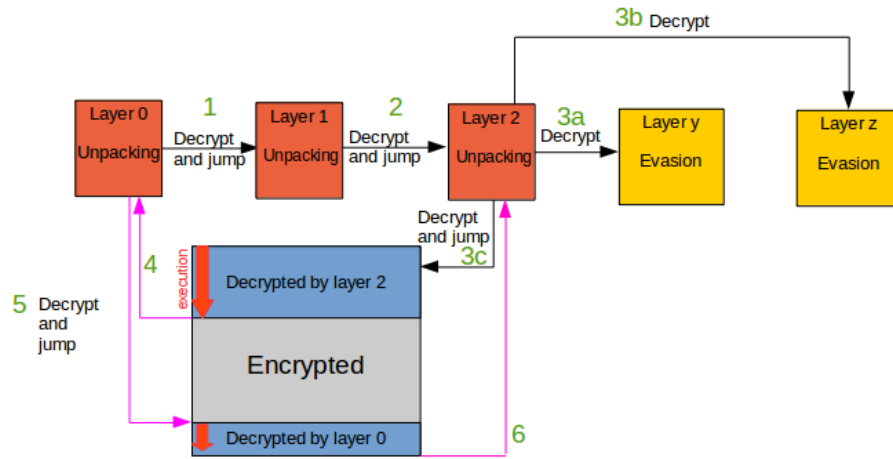 3b Decrypt
Layer 0
Unpacking
1
Decrypt
and jump
Layer 1
Unpacking
2
Decrypt
and jump
Layer 2
Unpacking
3a
Decrypt
Layer y
Evasion
Layer z
Evasion
Decrypt
and jump
3c
4
execution
Decrypted by layer 2
5 Decrypt
and
jump
Encrypted
Decrypted by layer 0
6